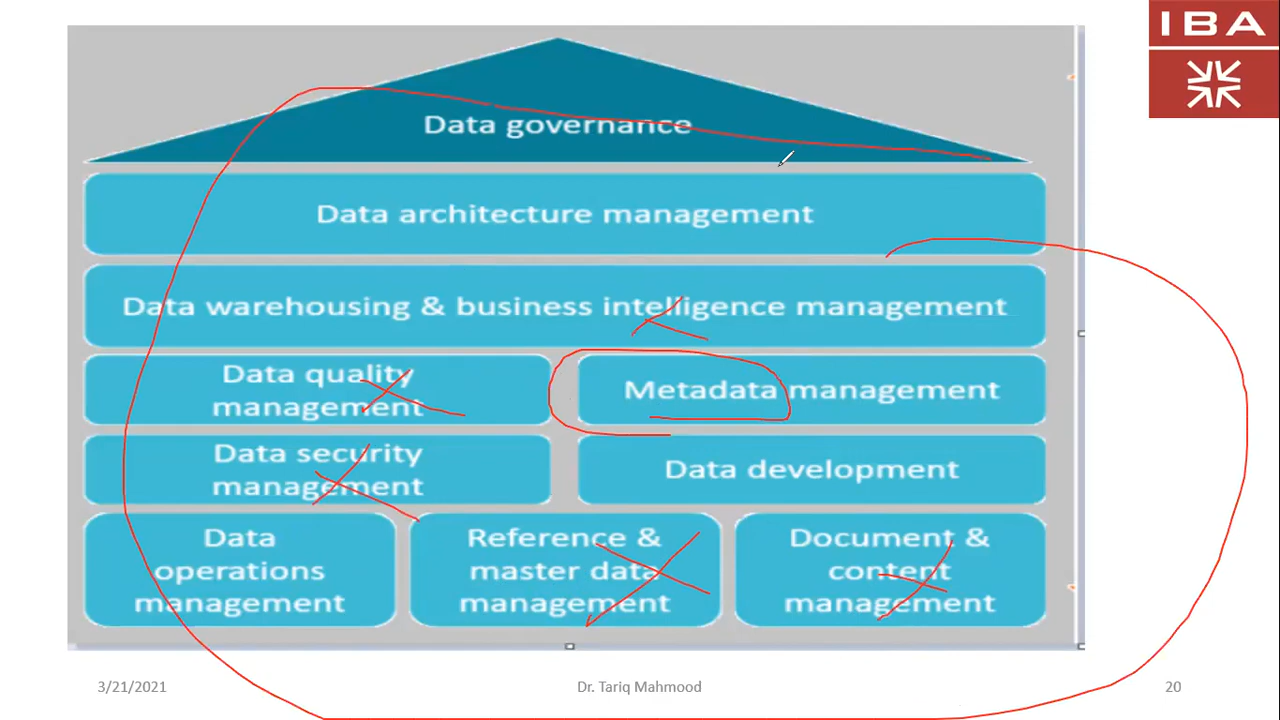 IBA
Data governance
Data architecture management
Data warehousing & business intelligence management
Data quality
management
Metadata management
Data security
management
Data development
Data
operations
management
Reference &
master data
management
Document &
content
management
3/21/2021
Dr. Tariq Mahmood
20